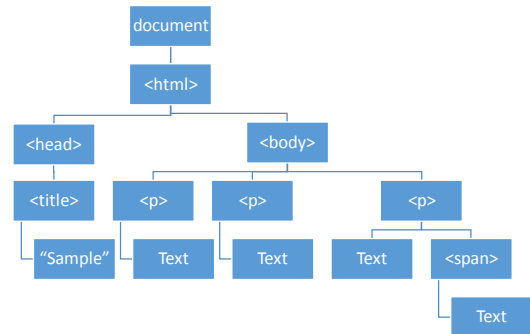 document
<html>
<head>
<body>
<title>
<p>
<p>
<p>
“Sample”
Text
Text
Text
<span>
Text